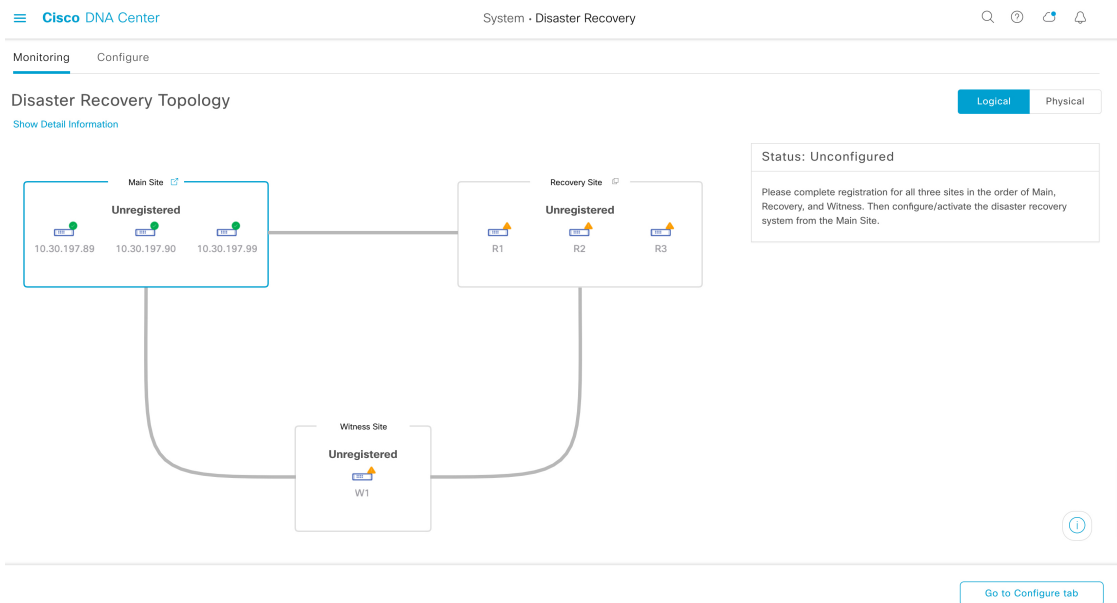 Cisco DNA Center
System · Disaster Recovery
Monitoring
Configure
Disaster Recovery Topology
Logical
Physical
Show Detail Information
Main Site
Unregistered
10.30.197.89
10.30.197.90
10.30.197.99
Recovery Site
Unregistered
R1
R2
R3
Status: Unconfigured
Please complete registration for all three sites in the order of Main,
Recovery, and Witness. Then configure/activate the disaster recovery
system from the Main Site.
Witness Site
Unregistered
W1
Go to Configure tab